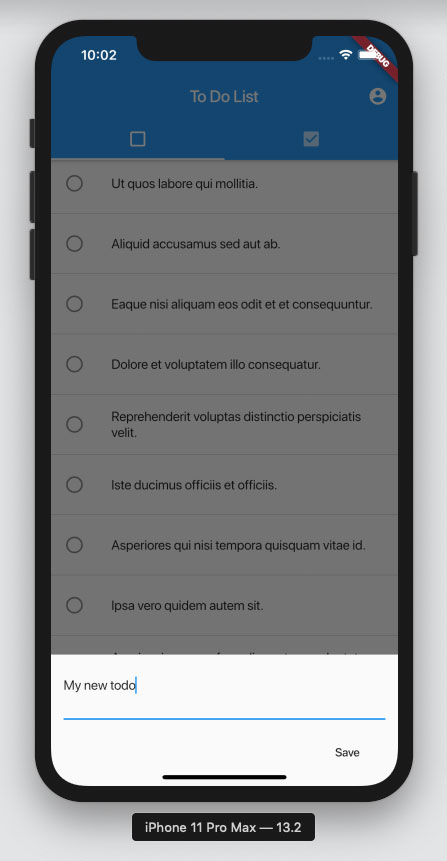 10:02
DEBUG
To Do List
Ut quos labore qui mollitia.
Aliquid accusamus sed aut ab.
Eaque nisi aliquam eos odit et et consequuntur.
Dolore et voluptatem illo consequatur.
Reprehenderit voluptas distinctio perspiciatis
velit.
Iste ducimus officiis et officiis.
Asperiores qui nisi tempora quisquam vitae id.
Ipsa vero quidem autem sit.
My new todo
Save
iPhone 11 Pro Max — 13.2